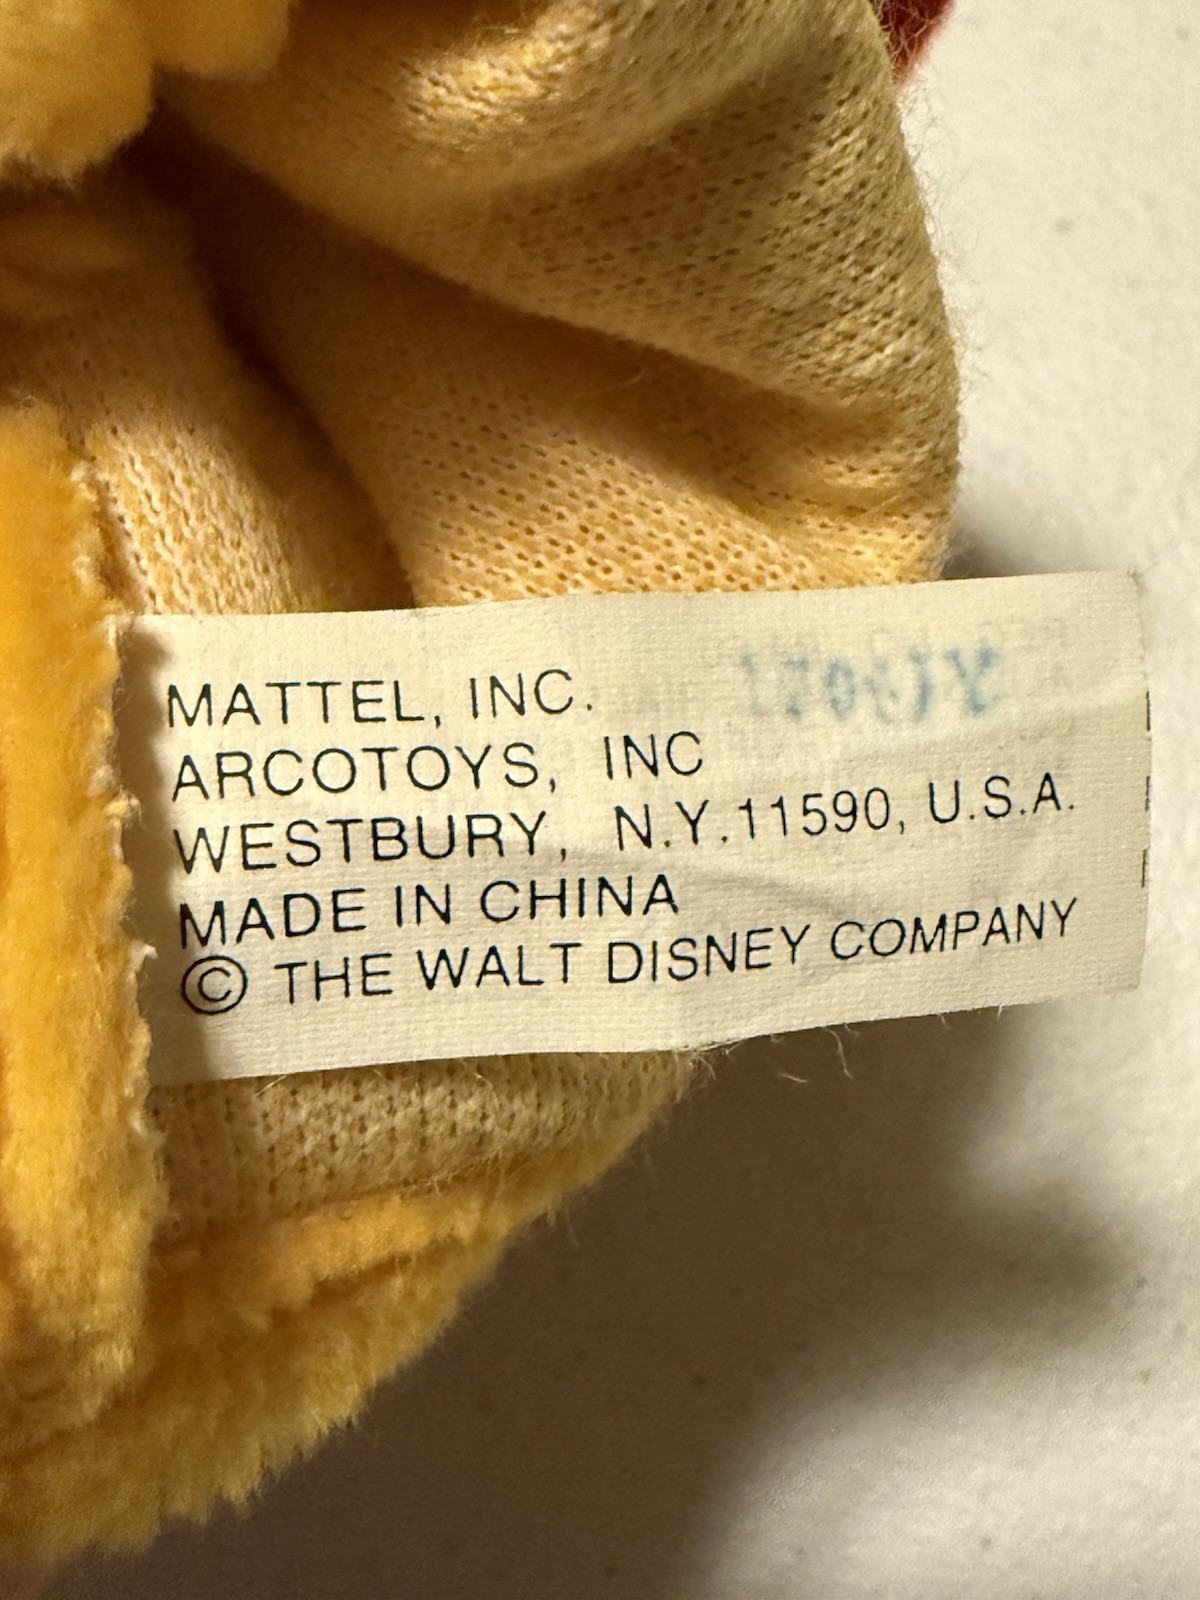 MATTEL, INC.
ARCOTOYS, INC
WESTBURY, N.Y.11590, U.S.A.
MADE IN CHINA
© THE WALT DISNEY COMPANY